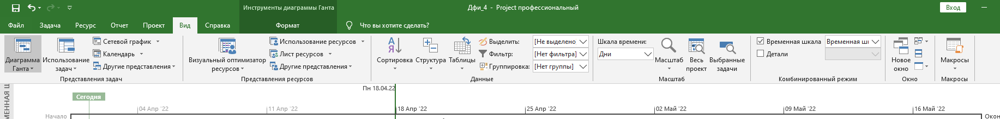 Инструменты диаграммы Ганта
Дфи_4 - Project профессиональный
Вход
Файл Задача Ресурс Отчет Проект Вид Справка Формат Что вы хотите сделать?
Диаграмма Ганта
Использование задач
Сетевой график
Календарь
Другие представления
Представления задач
Визуальный оптимизатор ресурсов
Использование ресурсов
Лист ресурсов
Другие представления
Представления ресурсов
Сортировка
Структура
Таблицы
Выделить: [Не выделено]
Фильтр: [Нет фильтра]
Группировка: [Нет группы]
Данные
Шкала времени:
Дни
Масштаб
Весь проект
Выбранные задачи
Масштаб
Временная шкала Временная ш
Детали
Комбинированный режим
Новое окно
Окно
Макросы
Макросы
Пн 18.04.22
Сегодня
04 Апр '22 11 Апр '22 18 Апр '22 25 Апр '22 02 Май '22 09 Май '22 16 Май '22
Начало
Окон
МЕННАЯ Ш